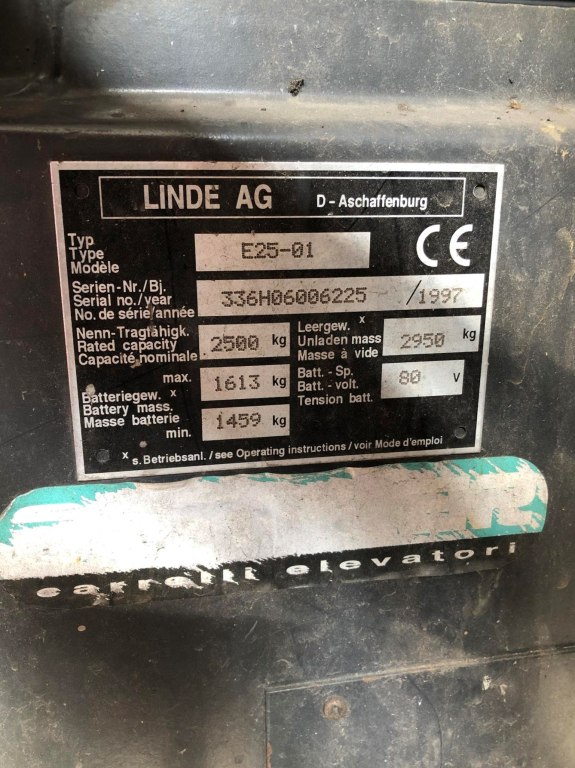 LINDE AG D - Aschaffenburg
Typ
Type
Modèle
E25-01
CE
Serien-Nr./Bj.
Serial no./year
No. de série/année
336H06006225 /1997
Nenn-Tragfähigk.
Rated capacity
Capacité nominale
2500 kg
Leergew. x
Unladen mass
Masse à vide
2950 kg
max.
Batteriegew. x
Battery mass.
Masse batterie
min.
1613 kg
1459 kg
Batt. - Sp.
Batt. - volt.
Tension batt.
80 V
x s. Betriebsanl. / see Operating instructions / voir Mode d'emploi
carrelli elevatori